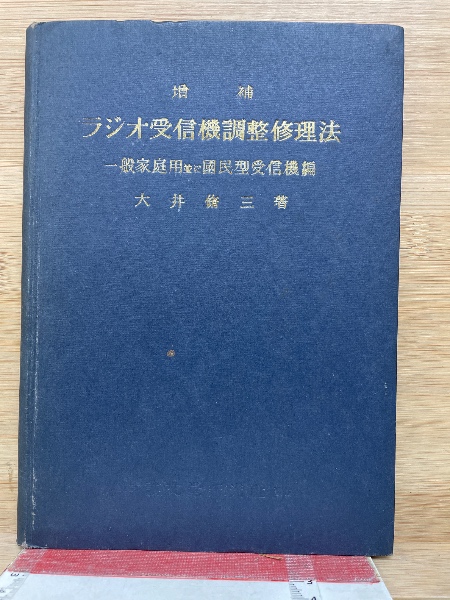 増補
ラジオ受信機調整修理法
一般家庭用並に國民型受信機編
大井脩三著